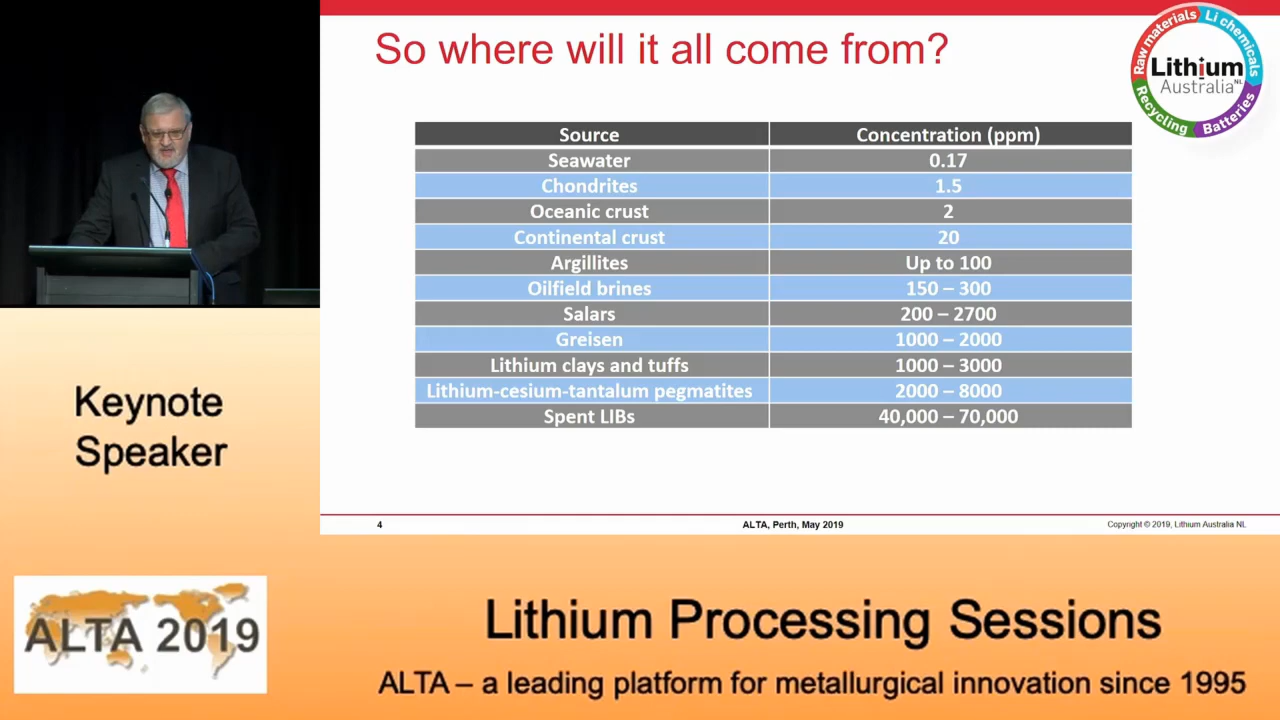 So where will it all come from?
Raw materials
Li chemicals
Lithium
Australia NL
Recycling
Batteries
Source Concentration (ppm)
Seawater 0.17
Chondrites 1.5
Oceanic crust 2
Continental crust 20
Argillites Up to 100
Oilfield brines 150 – 300
Salars 200 – 2700
Greisen 1000 – 2000
Lithium clays and tuffs 1000 – 3000
Lithium-cesium-tantalum pegmatites 2000 – 8000
Spent LIBs 40,000 – 70,000
4 ALTA, Perth, May 2019 Copyright © 2019, Lithium Australia NL
Keynote
Speaker
ALTA 2019
Lithium Processing Sessions
ALTA – a leading platform for metallurgical innovation since 1995